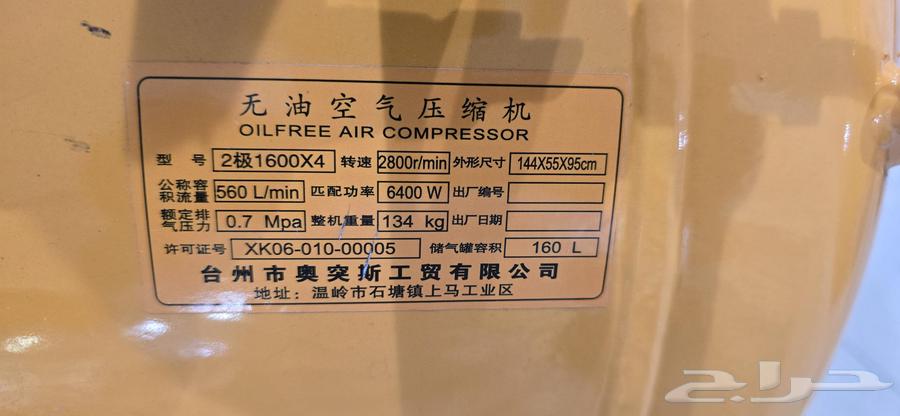 无油空气压缩机
OILFREE AIR COMPRESSOR
型 号 2极1600X4 转速 2800r/min 外形尺寸 144X55X95cm
公称容积流量 560 L/min 匹配功率 6400 W 出厂编号
额定排气压力 0.7 Mpa 整机重量 134 kg 出厂日期
许可证号 XK06-010-00005 储气罐容积 160 L
台州市奥突斯工贸有限公司
地址：温岭市石塘镇上马工业区
حراج